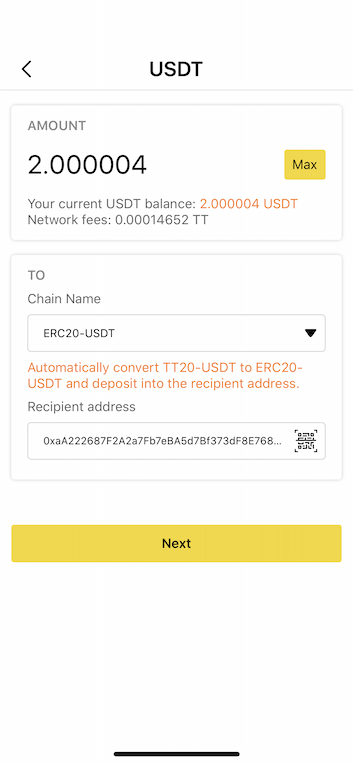 USDT
AMOUNT
2.000004
Max
Your current USDT balance: 2.000004 USDT
Network fees: 0.00014652 TT
TO
Chain Name
ERC20-USDT
Automatically convert TT20-USDT to ERC20-
USDT and deposit into the recipient address.
Recipient address
0xaA222687F2A2a7Fb7eBA5d7Bf373dF8E768...
Next